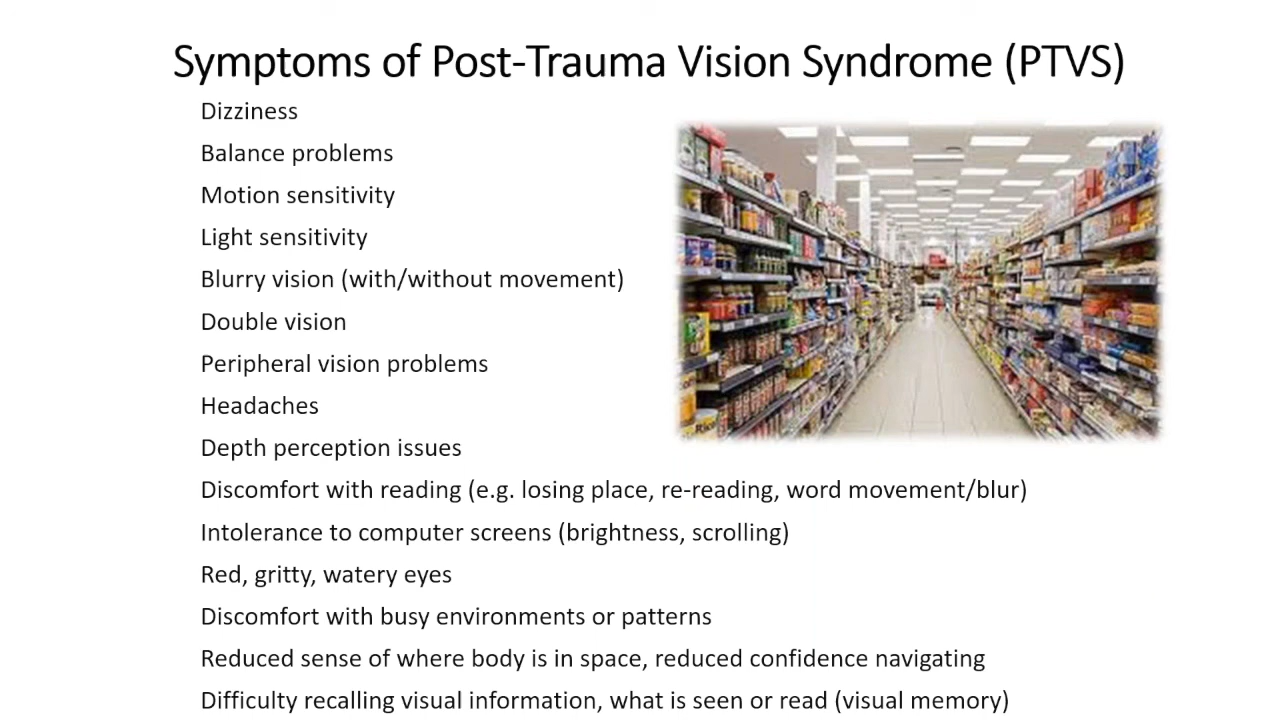 Symptoms of Post-Trauma Vision Syndrome (PTVS)
Dizziness
Balance problems
Motion sensitivity
Light sensitivity
Blurry vision (with/without movement)
Double vision
Peripheral vision problems
Headaches
Depth perception issues
Discomfort with reading (e.g. losing place, re-reading, word movement/blur)
Intolerance to computer screens (brightness, scrolling)
Red, gritty, watery eyes
Discomfort with busy environments or patterns
Reduced sense of where body is in space, reduced confidence navigating
Difficulty recalling visual information, what is seen or read (visual memory)
Rice